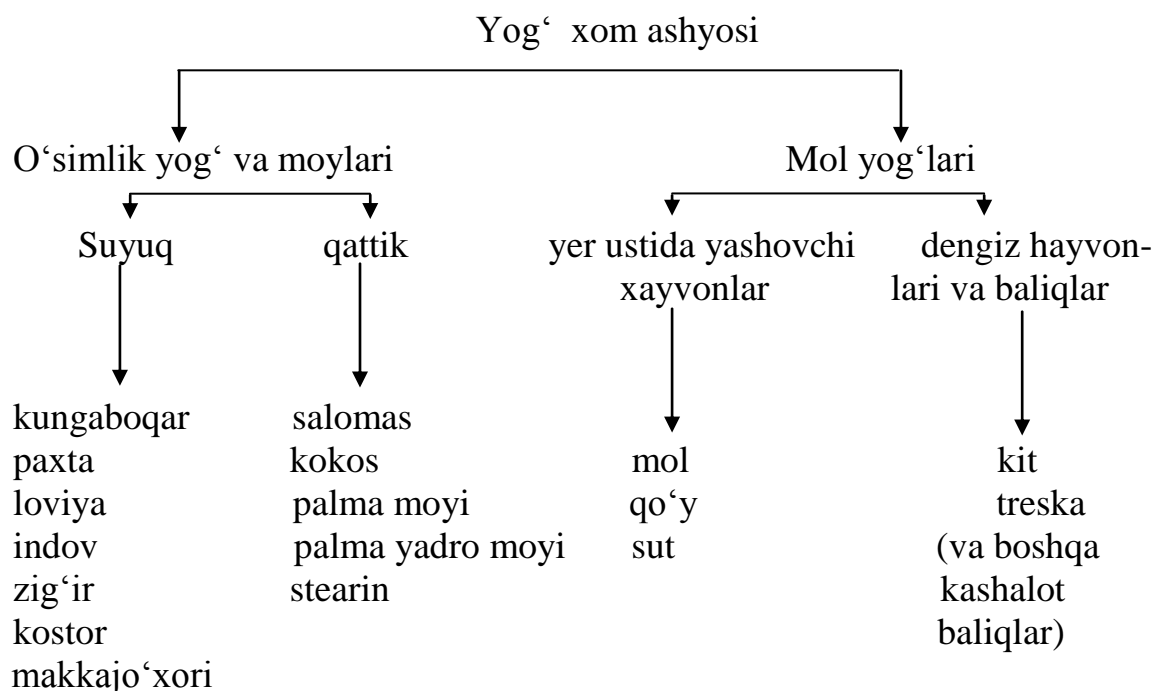 Yog‘ xom ashyosi
O‘simlik yog‘ va moylari
Mol yog‘lari
Suyuq
qattik
yer ustida yashovchi
xayvonlar
dengiz hayvon-
lari va baliqlar
kungaboqar
paxta
loviya
indov
zig‘ir
kostor
makkajo‘xori
salomas
kokos
palma moyi
palma yadro moyi
stearin
mol
qo‘y
sut
kit
treska
(va boshqa
kashalot
baliqlar)